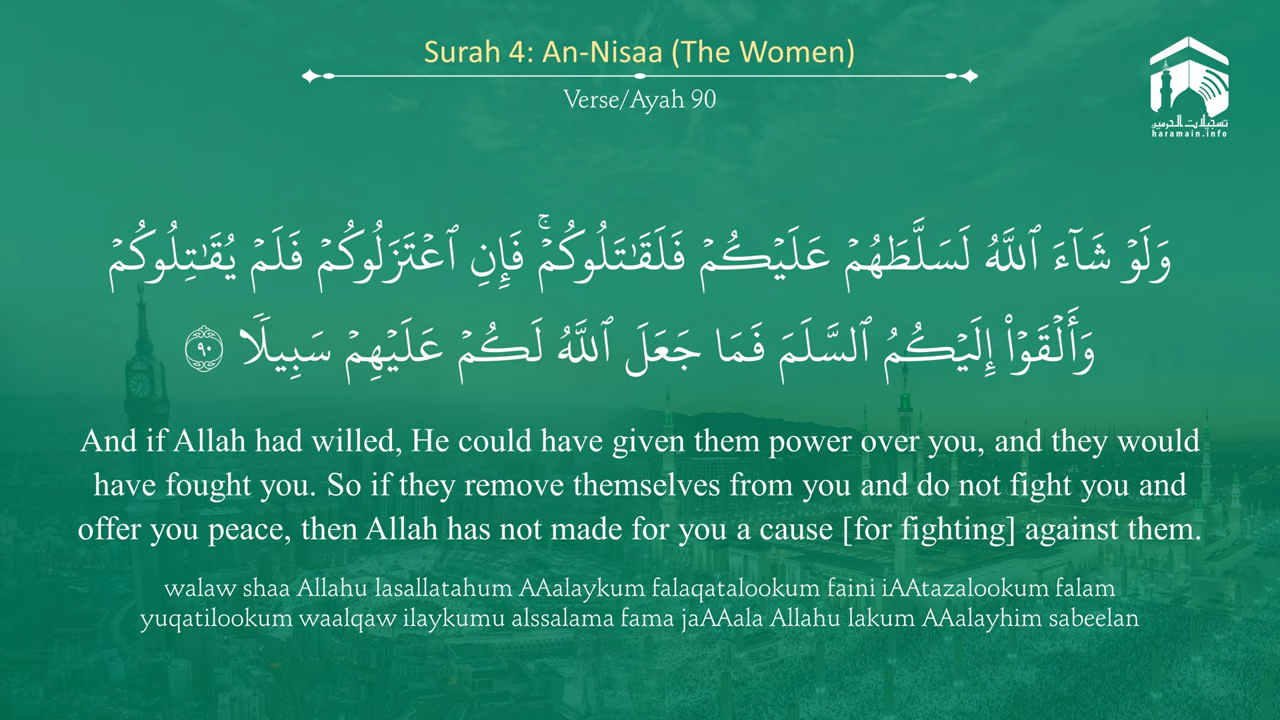 Surah 4: An-Nisaa (The Women)
Verse/Ayah 90
تسجيلات الحرمين
haramain.info
وَلَوْ شَآءَ ٱللَّهُ لَسَلَّطَهُمْ عَلَيْكُمْ فَلَقَـٰتَلُوكُمْ ۚ فَإِنِ ٱعْتَزَلُوكُمْ فَلَمْ يُقَـٰتِلُوكُمْ
وَأَلْقَوْا۟ إِلَيْكُمُ ٱلسَّلَمَ فَمَا جَعَلَ ٱللَّهُ لَكُمْ عَلَيْهِمْ سَبِيلًا ٩٠
And if Allah had willed, He could have given them power over you, and they would
have fought you. So if they remove themselves from you and do not fight you and
offer you peace, then Allah has not made for you a cause [for fighting] against them.
walaw shaa Allahu lasallatahum AAalaykum falaqatalookum faini iAAtazalookum falam
yuqatilookum waalqaw ilaykumu alssalama fama jaAAala Allahu lakum AAalayhim sabeelan